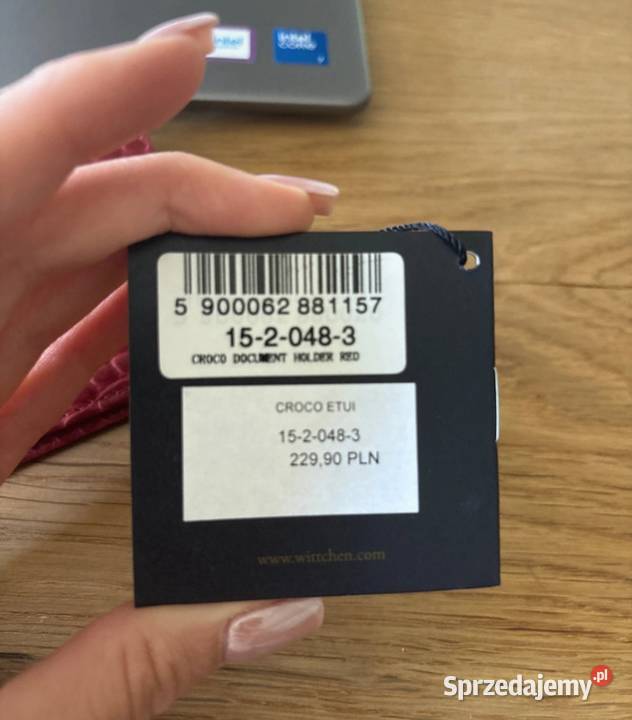 5 900062 881157
15-2-048-3
CROCO DOCUMENT HOLDER RED
CROCO ETUI
15-2-048-3
229,90 PLN
www.wittchen.com
Sprzedajemy.pl